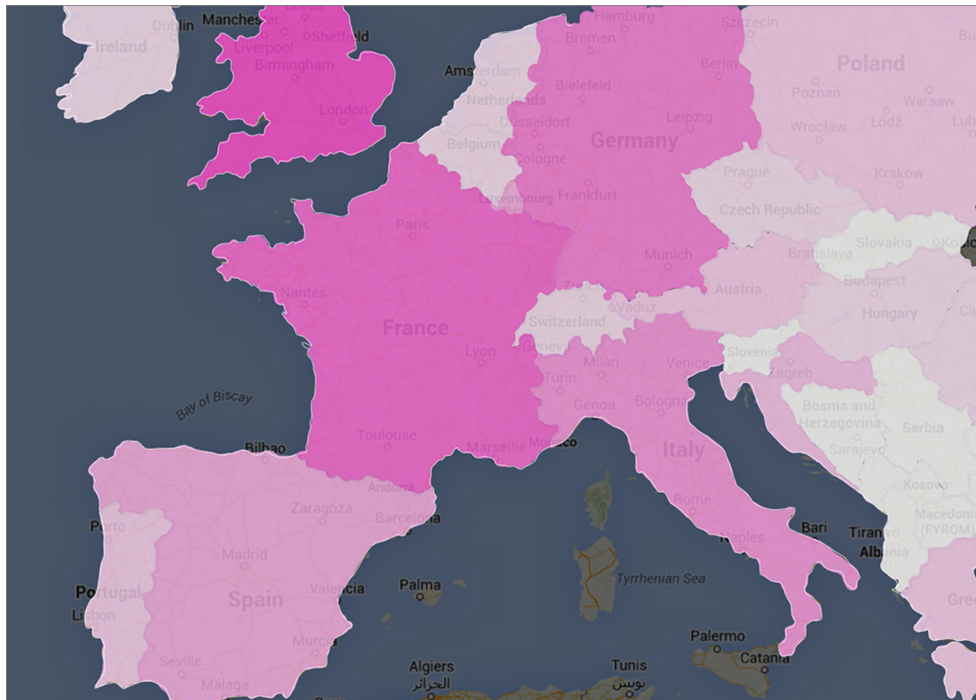 Leeds
Manchester
Dublin
Ireland
Liverpool
Sheffield
Birmingham
London
Hamburg
Bremen
Szczecin
Amsterdam
Berlin
Poland
Netherlands
Bielefeld
Poznań
Warsaw
Düsseldorf
Leipzig
Łódź
Wrocław
Lub
Belgium
Germany
Cologne
Prague
Kraków
Luxembourg
Frankfurt
Czech Republic
Paris
Slovakia
Munich
Bratislava
Budapest
Nantes
Zürich
Vaduz
Austria
Switzerland
Hungary
France
Geneva
Lyon
Milan
Venice
Slovenia
Zagreb
Turin
Bay of Biscay
Genoa
Bologna
Bosnia and
Herzegovina
Serbia
Toulouse
Marseille
Monaco
Bilbao
Italy
Sarajevo
Andorra
Kosovo
Zaragoza
Barcelona
Rome
Macedonia
(FYROM)
Porto
Naples
Bari
Albania
Madrid
Tyrrhenian Sea
Palma
Valencia
Portugal
Spain
Lisbon
Murcia
Palermo
Catania
Seville
Málaga
Algiers
الجزائر
Tunis
تونس